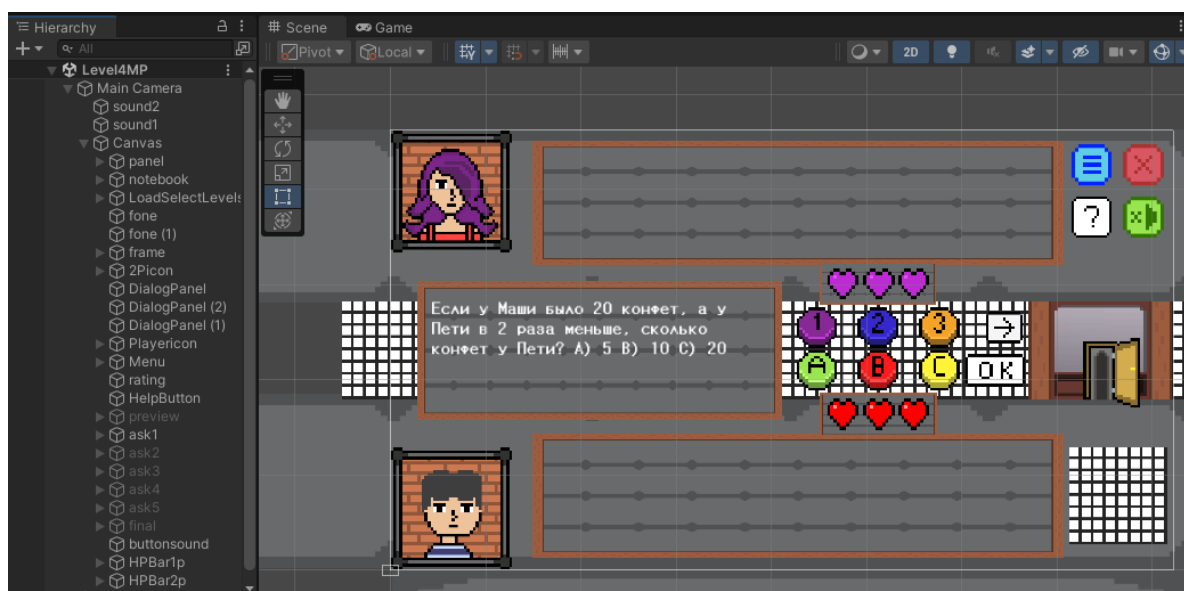 Hierarchy
Scene
Game
All
Pivot
Local
2D
Level4MP
Main Camera
sound2
sound1
Canvas
panel
notebook
LoadSelectLevel
fone
fone (1)
frame
2Picon
DialogPanel
DialogPanel (2)
DialogPanel (1)
Playericon
Menu
rating
HelpButton
preview
ask1
ask2
ask3
ask4
ask5
final
buttonsound
HPBar1p
HPBar2p
?
x
Если у Маши было 20 конфет, а у
Пети в 2 раза меньше, сколько
конфет у Пети? A) 5 B) 10 C) 20
1 2 3
A B C OK